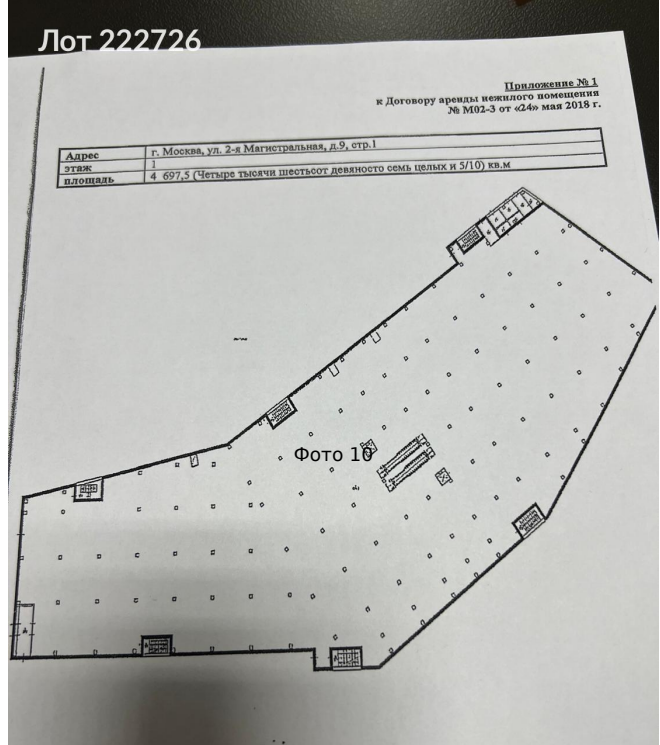 Лот 222726
Приложение № 1
к Договору аренды нежилого помещения
№ М02-3 от «24» мая 2018 г.
Адрес г. Москва, ул. 2-я Магистральная, д.9, стр.1
этаж 1
площадь 4 697,5 (Четыре тысячи шестьсот девяносто семь целых и 5/10) кв.м
Фото 10